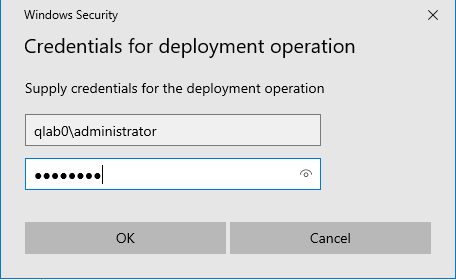 Windows Security
Credentials for deployment operation
Supply credentials for the deployment operation
qlab0\administrator
●●●●●●●●
OK
Cancel